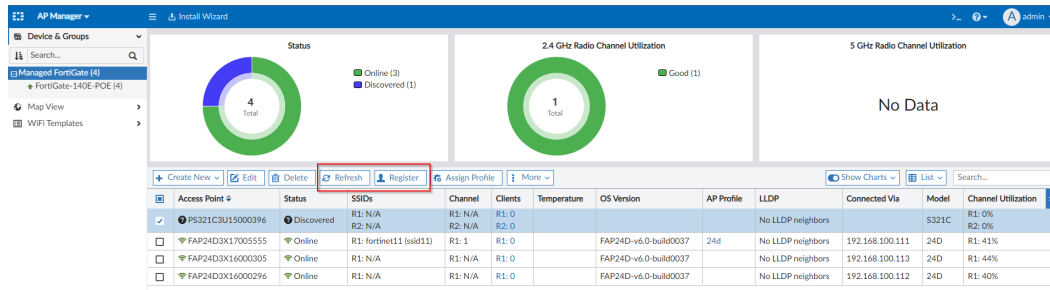 AP Manager
Install Wizard
admin
A
Device & Groups
Search...
Managed FortiGate (4)
FortiGate-140E-POE (4)
Map View
WiFi Templates
Status
4
Total
Online (3)
Discovered (1)
2.4 GHz Radio Channel Utilization
1
Total
Good (1)
5 GHz Radio Channel Utilization
No Data
Create New Edit Delete Refresh Register Assign Profile More Show Charts List Search...
Access Point Status SSIDs Channel Clients Temperature OS Version AP Profile LLDP Connected Via Model Channel Utilization
PS321C3U15000396 Discovered R1: N/A R1: N/A R1: 0 No LLDP neighbors S321C R1: 0%
R2: N/A R2: N/A R2: 0 R2: 0%
FAP24D3X17005555 Online R1: fortinet11 (ssid11) R1: 1 R1: 0 FAP24D-v6.0-build0037 24d No LLDP neighbors 192.168.100.111 24D R1: 41%
FAP24D3X16000305 Online R1: N/A R1: N/A R1: 0 FAP24D-v6.0-build0037 No LLDP neighbors 192.168.100.113 24D R1: 44%
FAP24D3X16000296 Online R1: N/A R1: N/A R1: 0 FAP24D-v6.0-build0037 No LLDP neighbors 192.168.100.112 24D R1: 40%